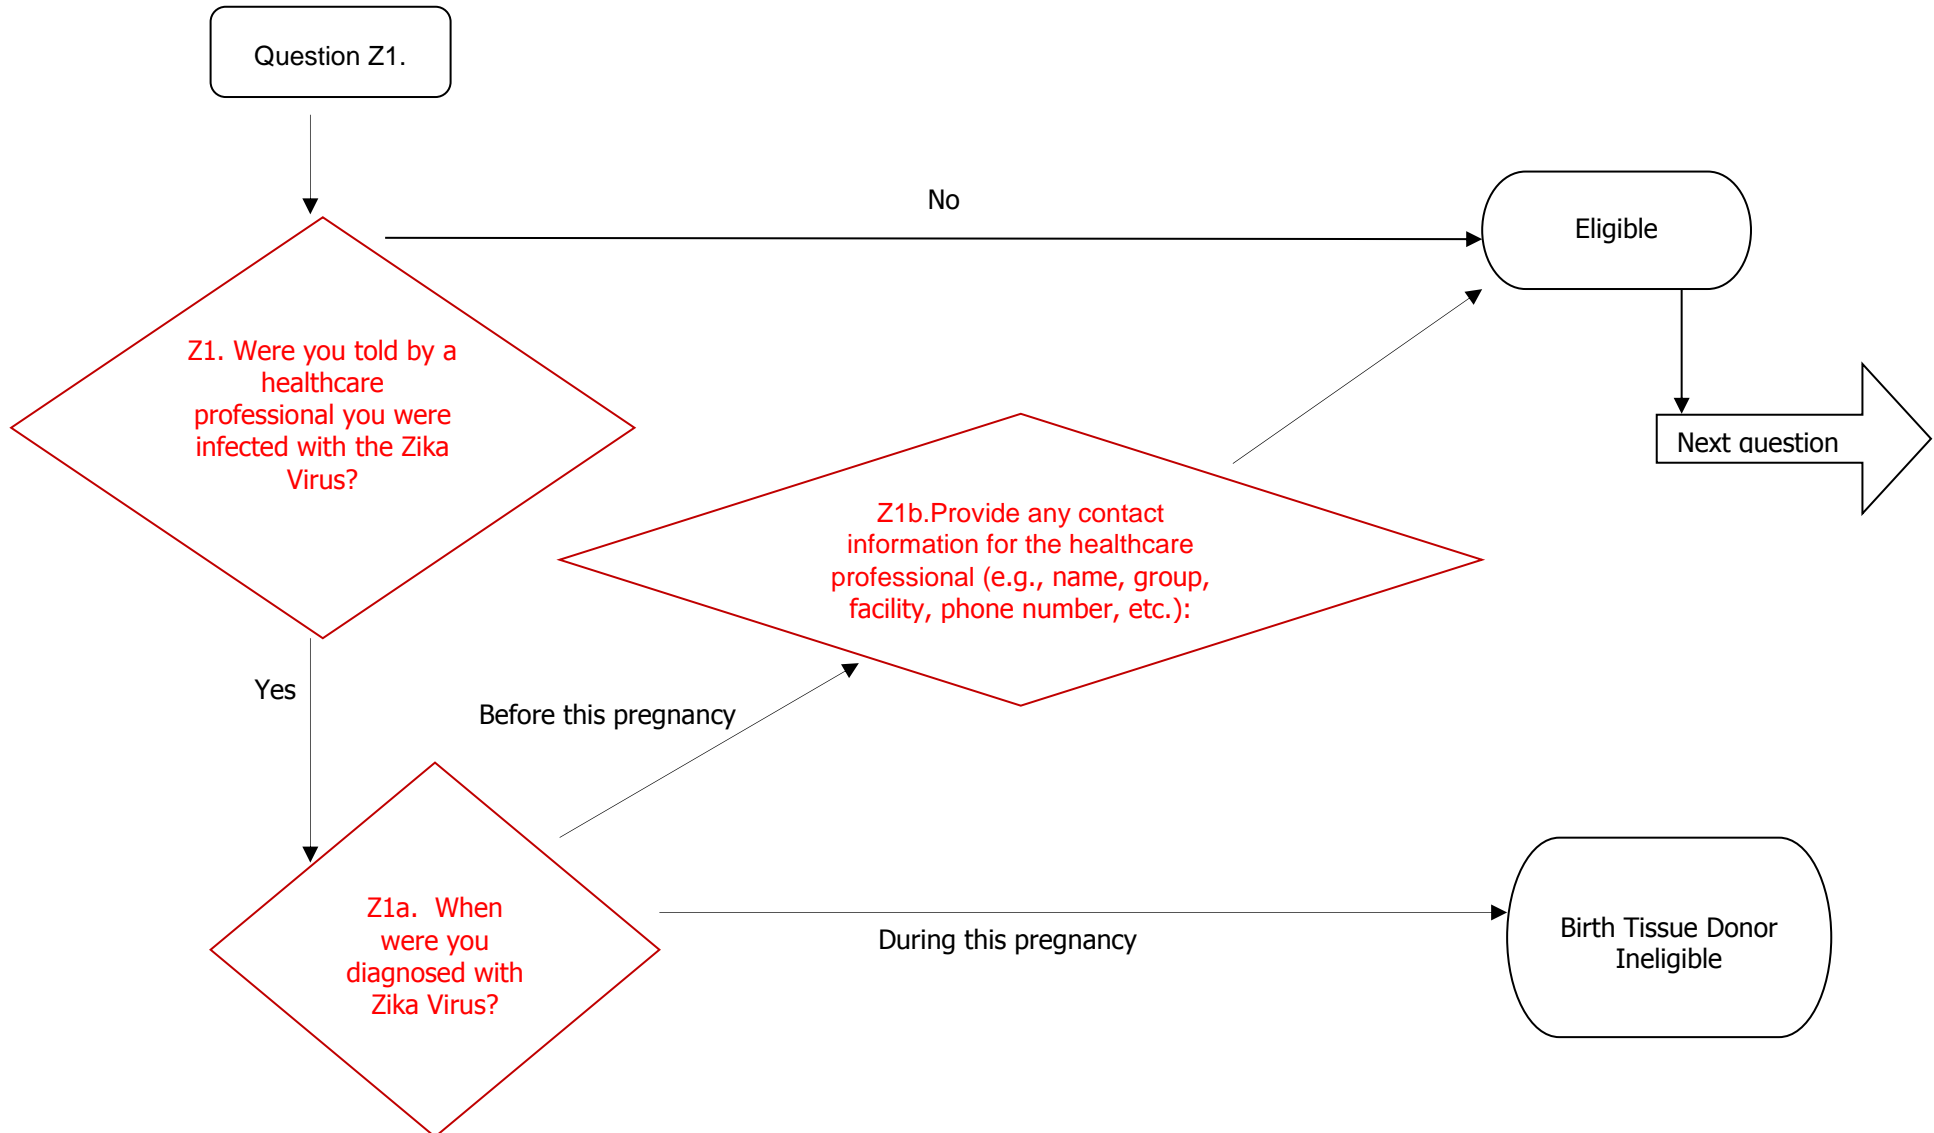 Question Z1.
No
Eligible
Z1. Were you told by a
healthcare
professional you were
infected with the Zika
Virus?
Next question
Z1b.Provide any contact
information for the healthcare
professional (e.g., name, group,
facility, phone number, etc.):
Yes
Before this pregnancy
Z1a.  When
were you
diagnosed with
Zika Virus?
During this pregnancy
Birth Tissue Donor
Ineligible